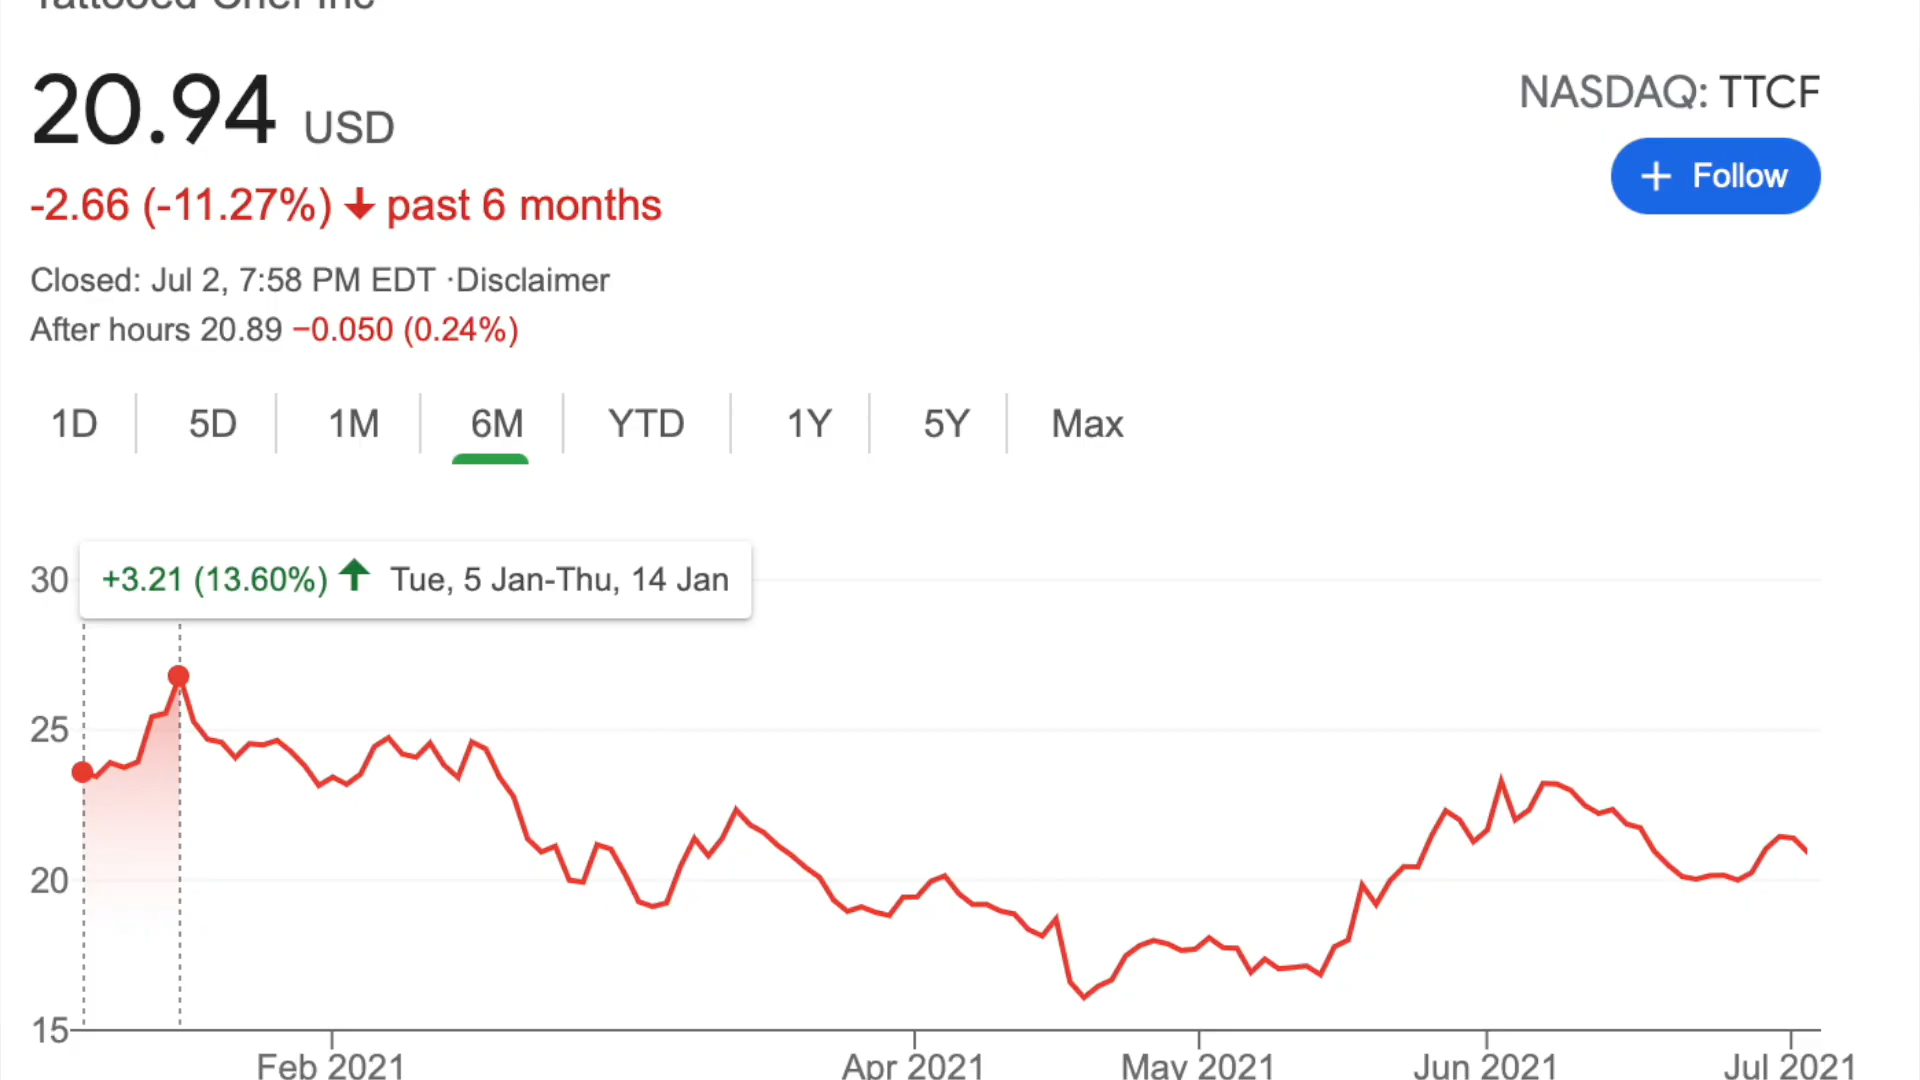 Tattooed Chef Inc
20.94 USD
NASDAQ: TTCF
+ Follow
-2.66 (-11.27%) ↓ past 6 months
Closed: Jul 2, 7:58 PM EDT ·Disclaimer
After hours 20.89 −0.050 (0.24%)
1D 5D 1M 6M YTD 1Y 5Y Max
30
+3.21 (13.60%) ↑ Tue, 5 Jan-Thu, 14 Jan
25
20
15
Feb 2021 Apr 2021 May 2021 Jun 2021 Jul 2021